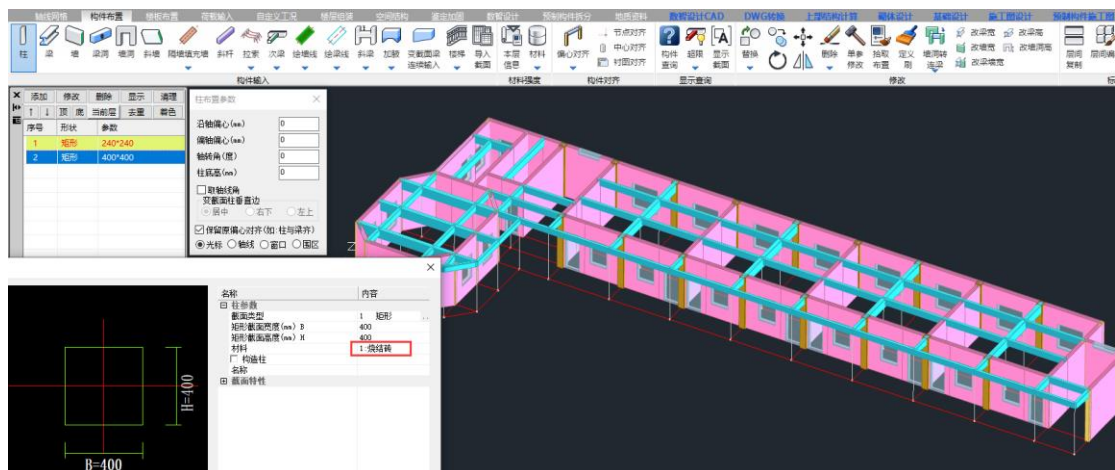 轴线网格 构件布置 楼板布置 荷载输入 自定义工况 楼层组装 空间结构 鉴定加固 数智设计 预制构件拆分 地质资料 数智设计CAD DWG转换 上部结构计算 砌体设计 基础设计 施工图设计 预制构件施工图
柱 梁 墙 梁洞 墙洞 斜墙 隔墙填充墙 斜杆 拉索 次梁 绘墙线 绘梁线 斜梁 加腋 变截面梁连续输入 楼梯 导入截面 本层信息 材料 偏心对齐 节点对齐 中心对齐 封面对齐 构件查询 超限 显示截面 替换 删除 单参修改 拾取布置 定义刷 墙洞转连梁 改梁宽 改梁高 改墙宽 改墙洞高 改梁墙宽 层间复制 层间编
构件输入 材料强度 构件对齐 显示查询 修改
添加 修改 删除 显示 清理
↑ ↓ 顶 底 当前层 去重 着色
序号 形状 参数
1 矩形 240*240
2 矩形 400*400
柱布置参数
沿轴偏心(mm) 0
偏轴偏心(mm) 0
轴转角(度) 0
柱底高(mm) 0
取轴线角
变截面柱垂直边
居中 右下 左上
保留原偏心对齐(如:柱与梁齐)
光标 轴线 窗口 围区
名称 内容
柱参数
截面类型 1 矩形
矩形截面宽度(mm) B 400
矩形截面高度(mm) H 400
材料 1:烧结砖
构造柱
名称
截面特性
H=400
B=400